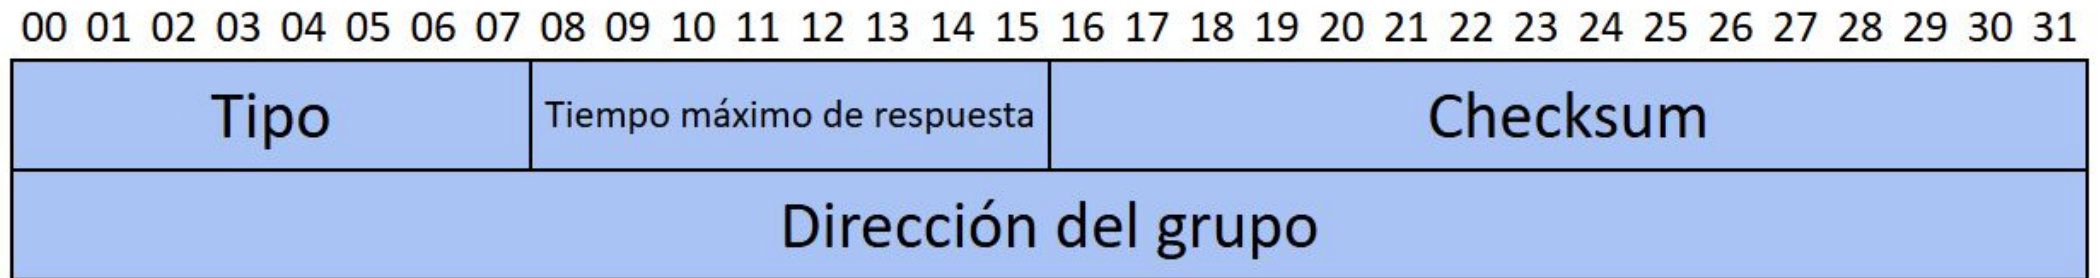 00 01 02 03 04 05 06 07 08 09 10 11 12 13 14 15 16 17 18 19 20 21 22 23 24 25 26 27 28 29 30 31
Tipo Tiempo máximo de respuesta Checksum
Dirección del grupo